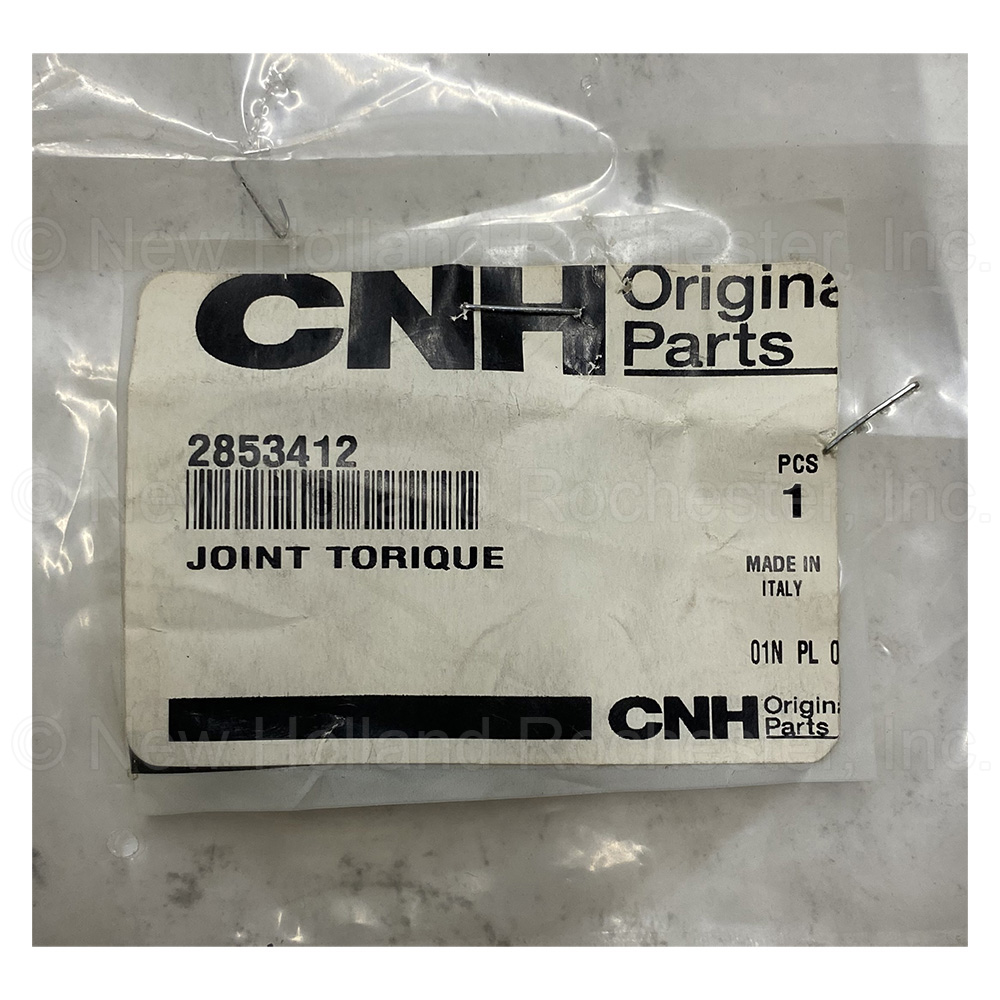 © New Holland Rochester, Inc.
CNH Origina
Parts
2853412
PCS
1
© New Holland Rochester, Inc.
JOINT TORIQUE
MADE IN
ITALY
01N PL 0
CNH Origin
Parts
© New Holland Rochester, Inc.